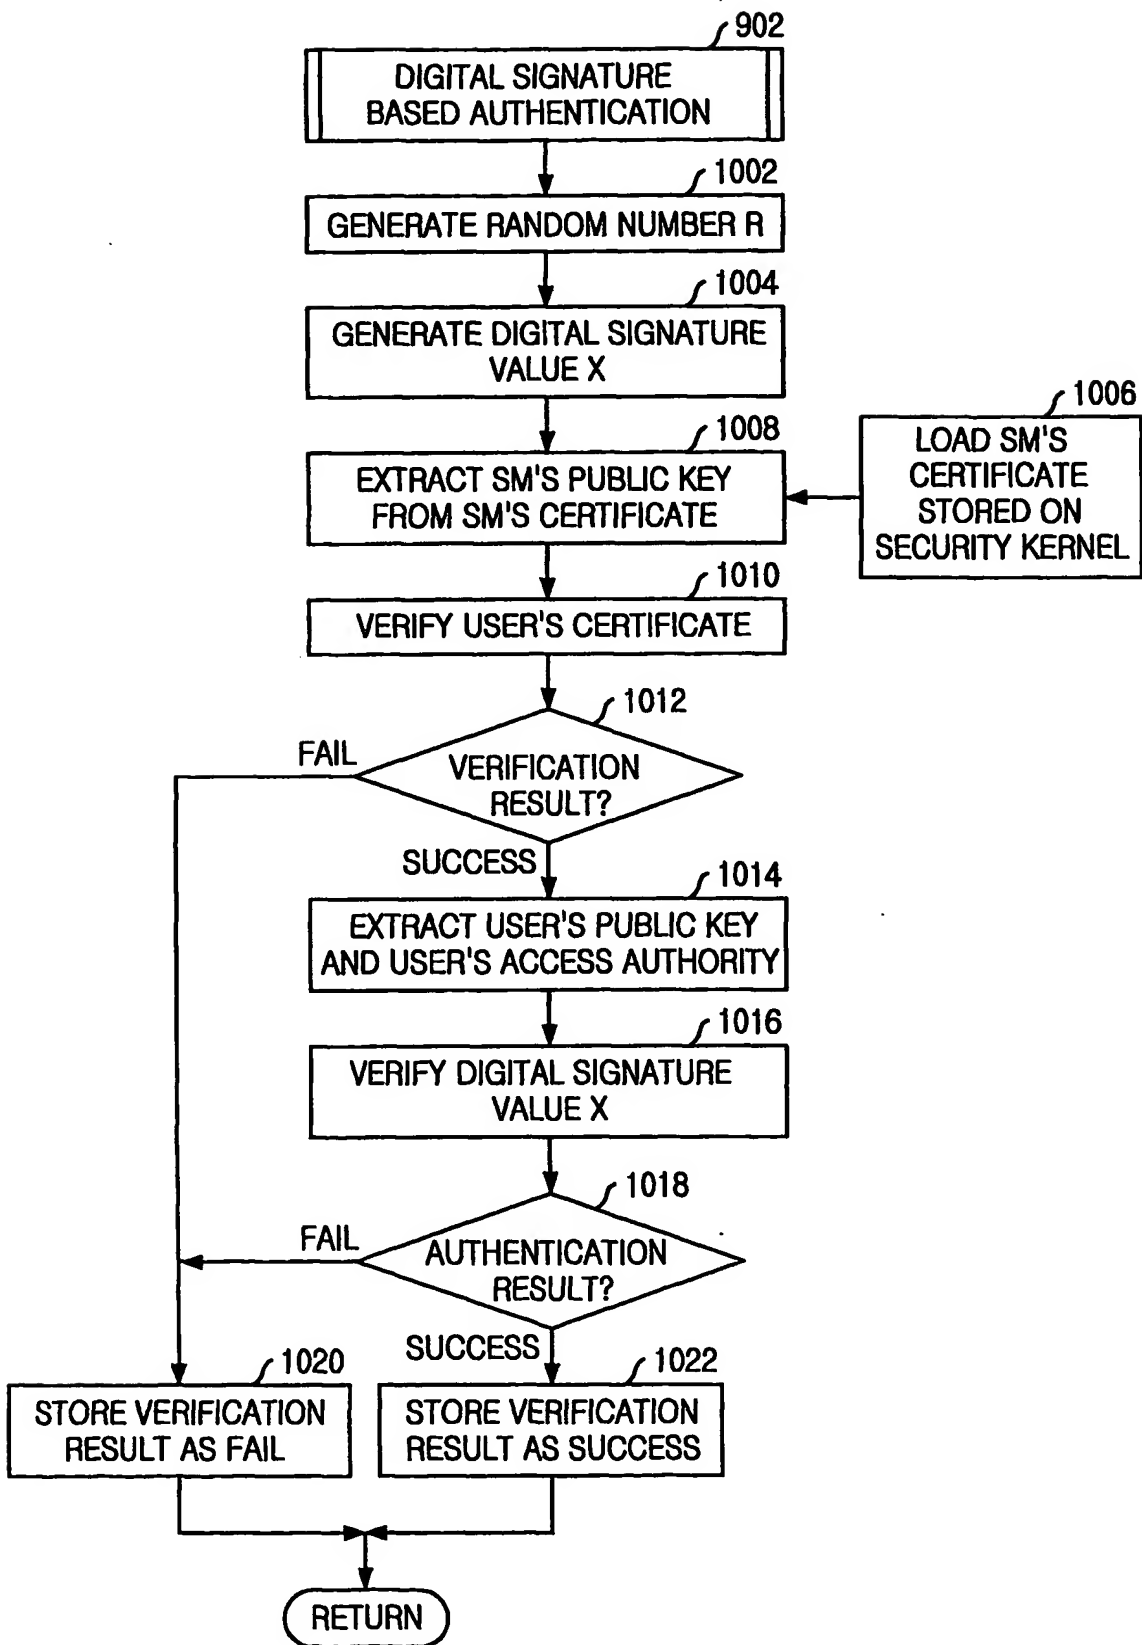 902
DIGITAL SIGNATURE
BASED AUTHENTICATION
1002
GENERATE RANDOM NUMBER R
1004
GENERATE DIGITAL SIGNATURE
VALUE X
1006
LOAD SM'S
CERTIFICATE
STORED ON
SECURITY KERNEL
1008
EXTRACT SM'S PUBLIC KEY
FROM SM'S CERTIFICATE
1010
VERIFY USER'S CERTIFICATE
1012
FAIL
VERIFICATION
RESULT?
SUCCESS
1014
EXTRACT USER'S PUBLIC KEY
AND USER'S ACCESS AUTHORITY
1016
VERIFY DIGITAL SIGNATURE
VALUE X
1018
FAIL
AUTHENTICATION
RESULT?
SUCCESS
1020
STORE VERIFICATION
RESULT AS FAIL
1022
STORE VERIFICATION
RESULT AS SUCCESS
RETURN